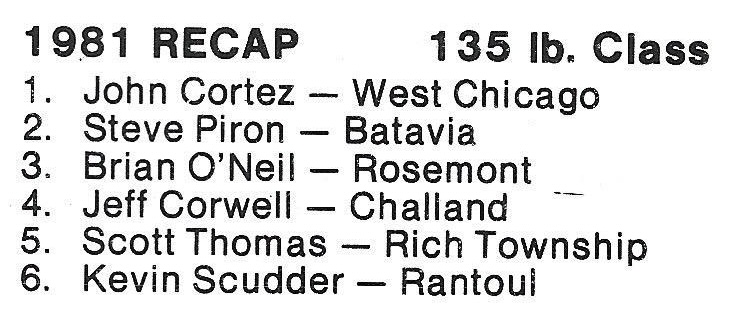 1981 RECAP 135 lb. Class
1. John Cortez — West Chicago
2. Steve Piron — Batavia
3. Brian O'Neil — Rosemont
4. Jeff Corwell — Challand
5. Scott Thomas — Rich Township
6. Kevin Scudder — Rantoul